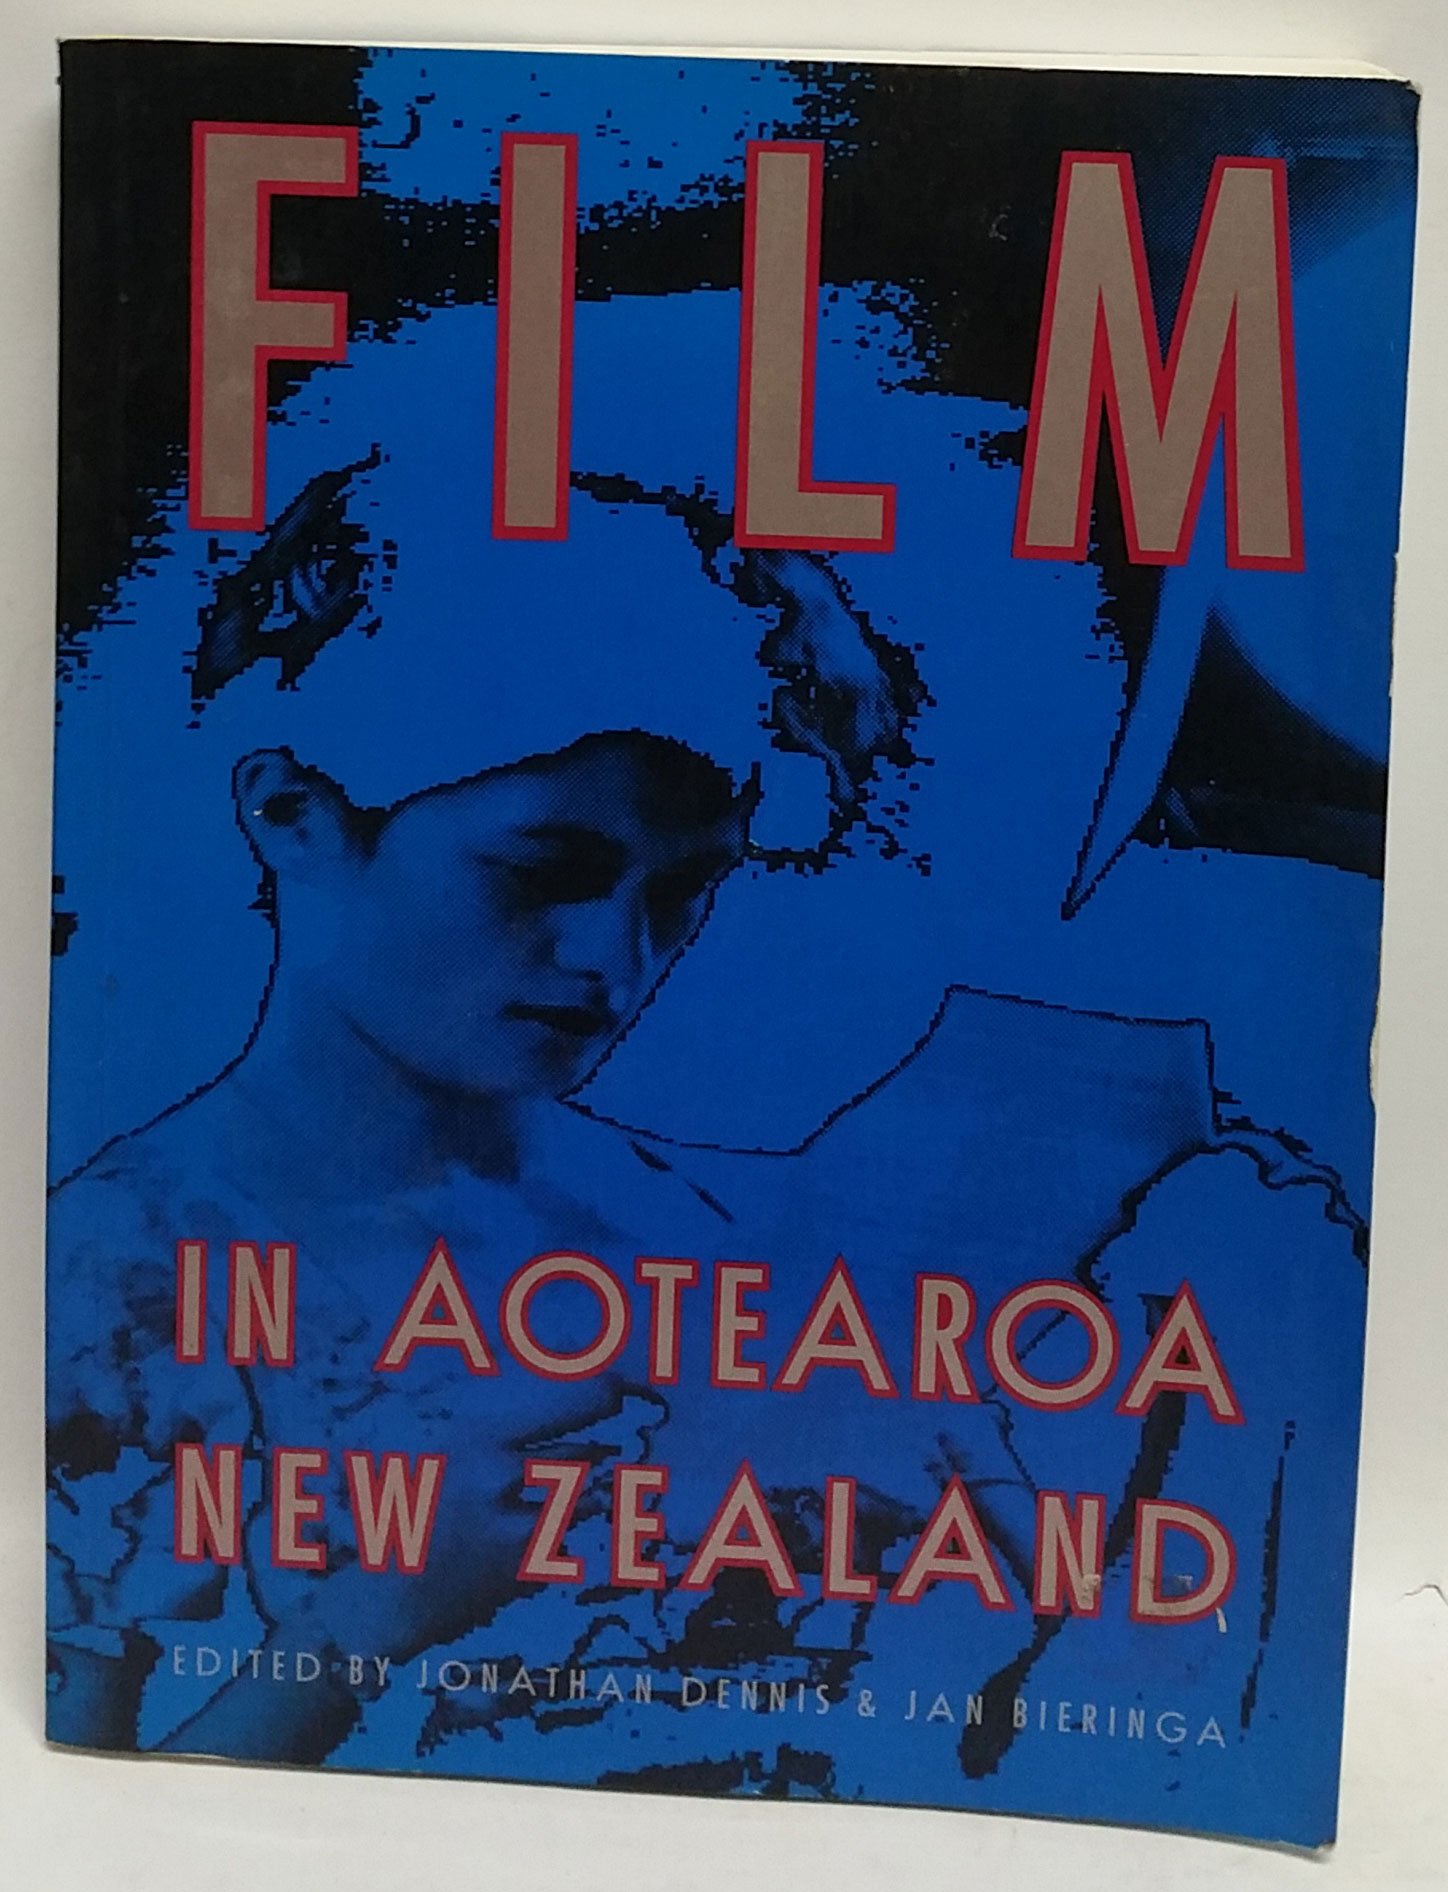 FILM
IN AOTEAROA
NEW ZEALAND
EDITED BY JONATHAN DENNIS & JAN BIERINGA